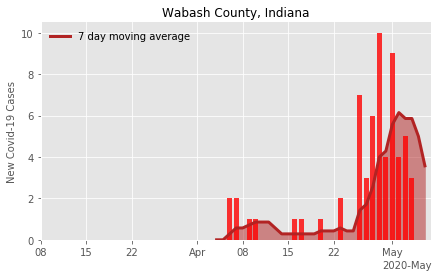 Wabash County, Indiana
7 day moving average
New Covid-19 Cases
10
8
6
4
2
0
08
15
22
Apr
08
15
22
May
2020-May